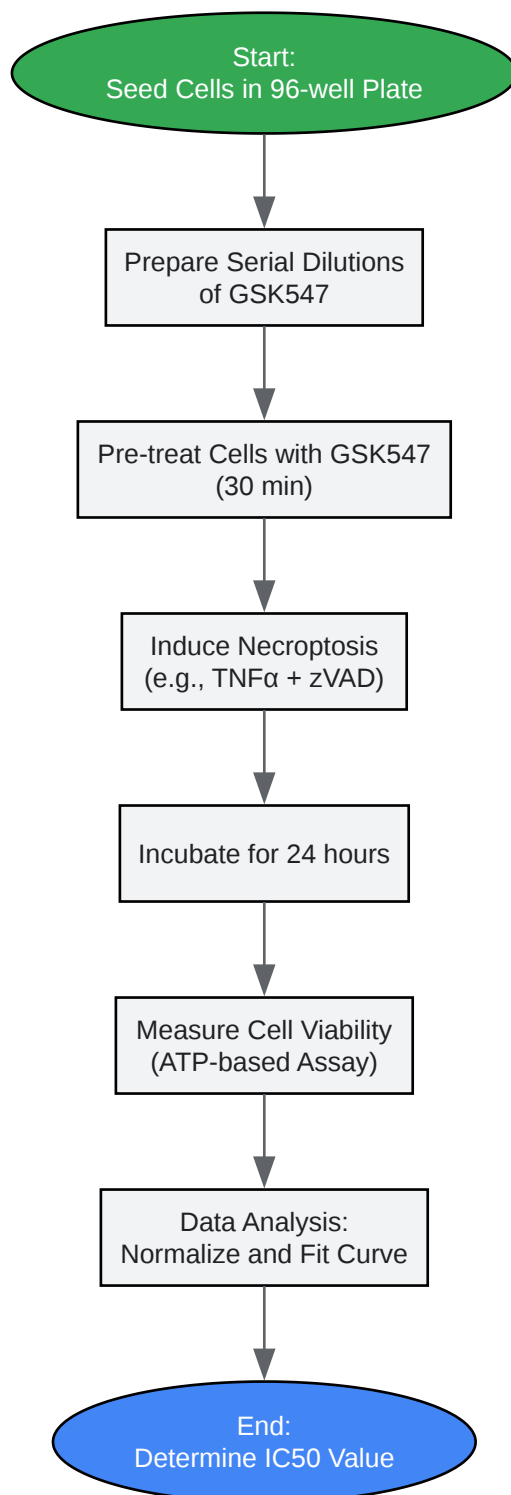 Start:
Seed Cells in 96-well Plate
Prepare Serial Dilutions
of GSK547
Pre-treat Cells with GSK547
(30 min)
Induce Necroptosis
(e.g., TNFα + zVAD)
Incubate for 24 hours
Measure Cell Viability
(ATP-based Assay)
Data Analysis:
Normalize and Fit Curve
End:
Determine IC50 Value